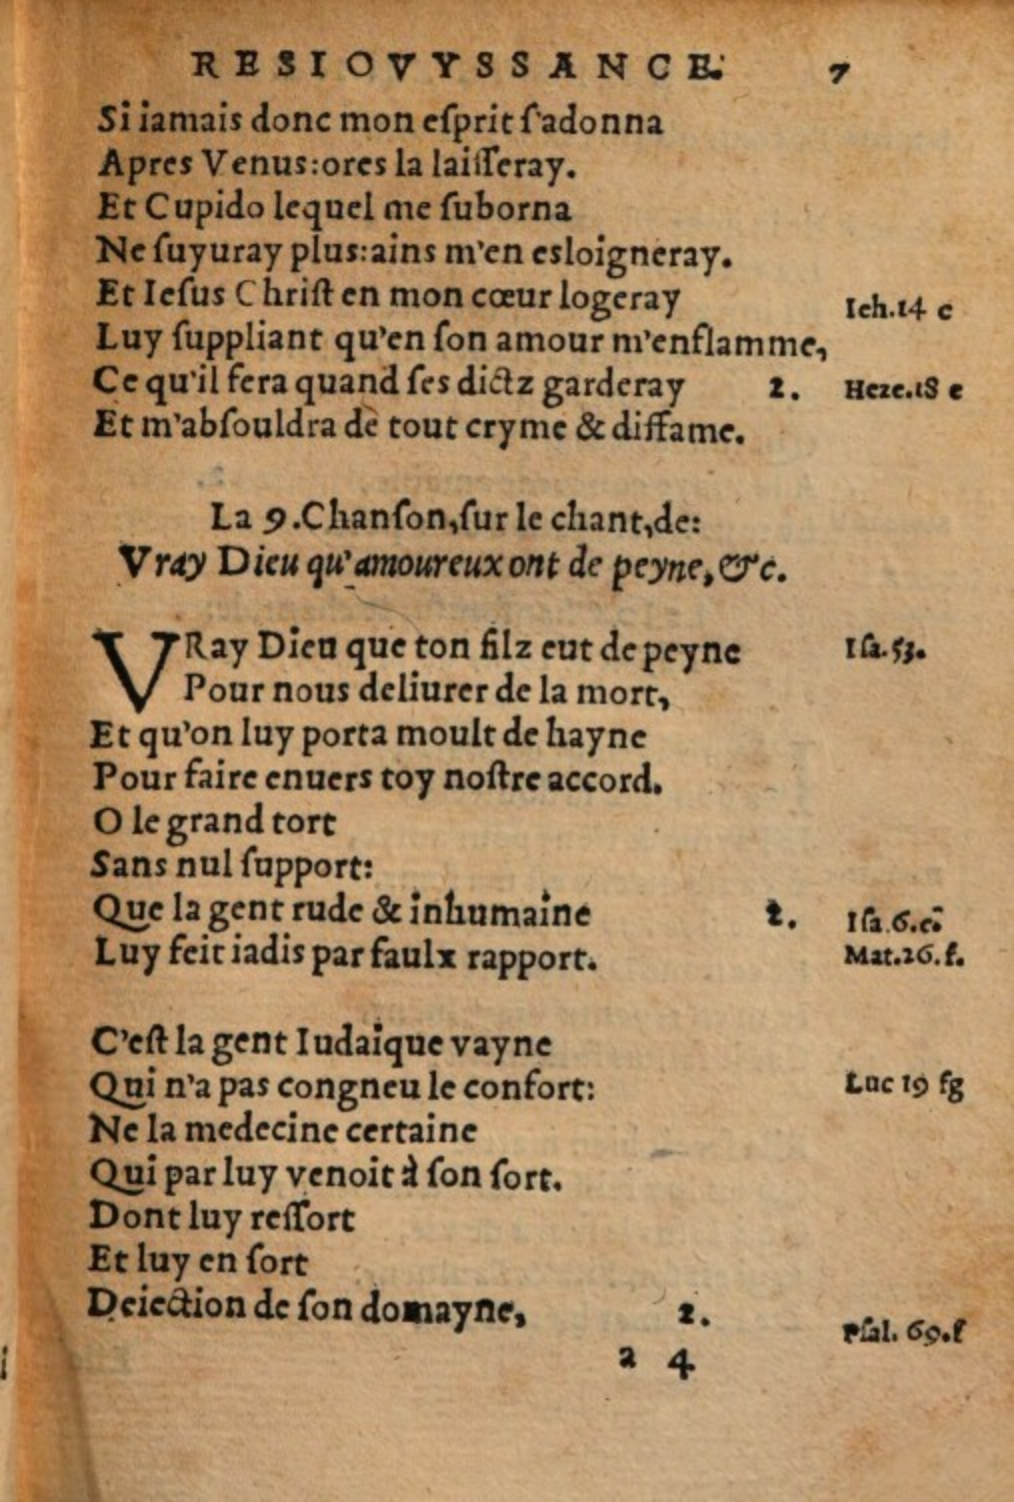 RESIOVYSSANCE. 7
Si iamais donc mon eſprit ſ'adonna
Apres Venus:ores la laiſſeray.
Et Cupido lequel me ſuborna
Ne ſuyuray plus:ains m'en esloigneray.
Et Ieſus Chriſt en mon cœur logeray Ieh.14 c
Luy ſuppliant qu'en ſon amour m'enflamme,
Ce qu'il fera quand ſes dictz garderay 2. Heze.18 e
Et m'abſouldra de tout cryme & diffame.
La 9.Chanſon,ſur le chant,de:
Vray Dieu qu'amoureux ont de peyne,&c.
VRay Dieu que ton filz eut de peyne Iſa.53.
Pour nous deliurer de la mort,
Et qu'on luy porta moult de hayne
Pour faire enuers toy noſtre accord.
O le grand tort
Sans nul ſupport:
Que la gent rude & inhumaine 2. Iſa.6.c.
Luy feit iadis par faulx rapport. Mat.26.f.
C'eſt la gent Iudaique vayne
Qui n'a pas congneu le confort: Luc 19 fg
Ne la medecine certaine
Qui par luy venoit à ſon ſort.
Dont luy reſſort
Et luy en ſort
Deiection de ſon domayne, 2.
Pſal. 69.f
a 4